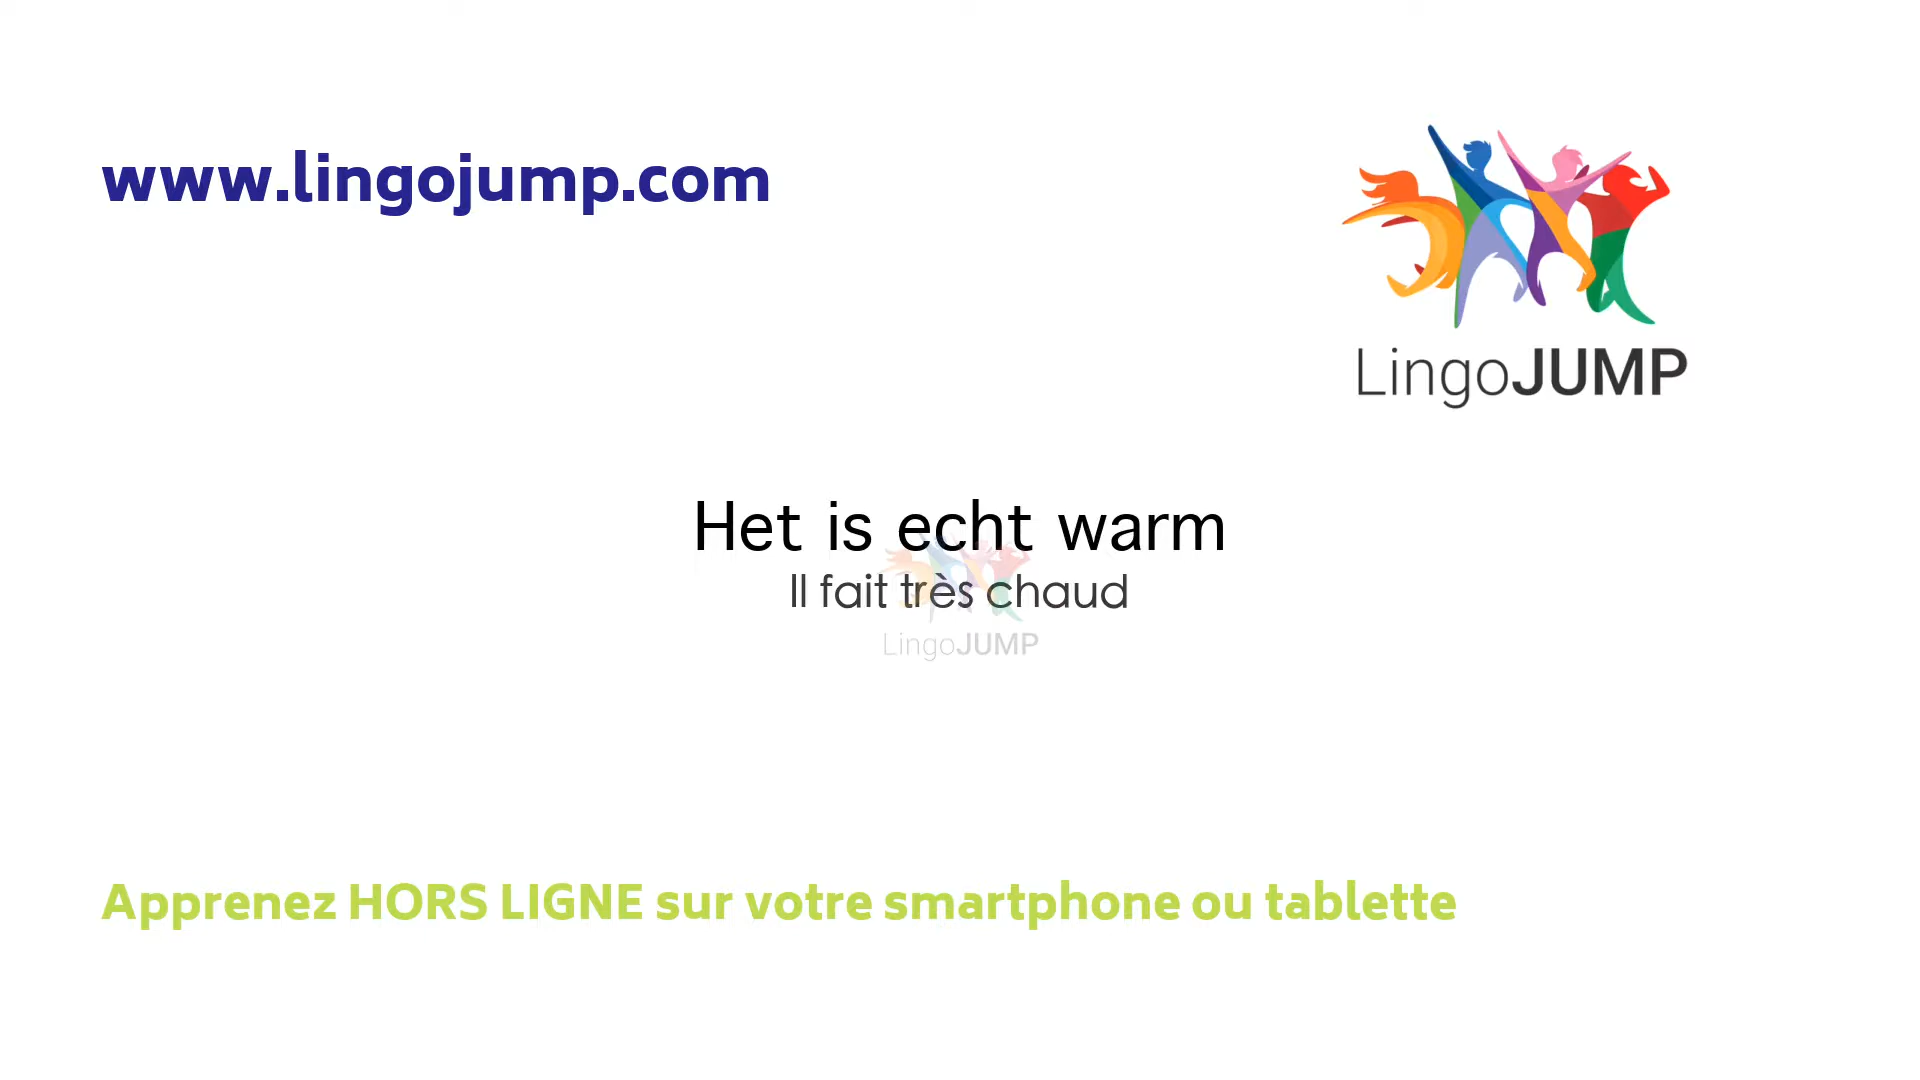 www.lingojump.com
LingoJUMP
Het is echt warm
Il fait très chaud
LingoJUMP
Apprenez HORS LIGNE sur votre smartphone ou tablette